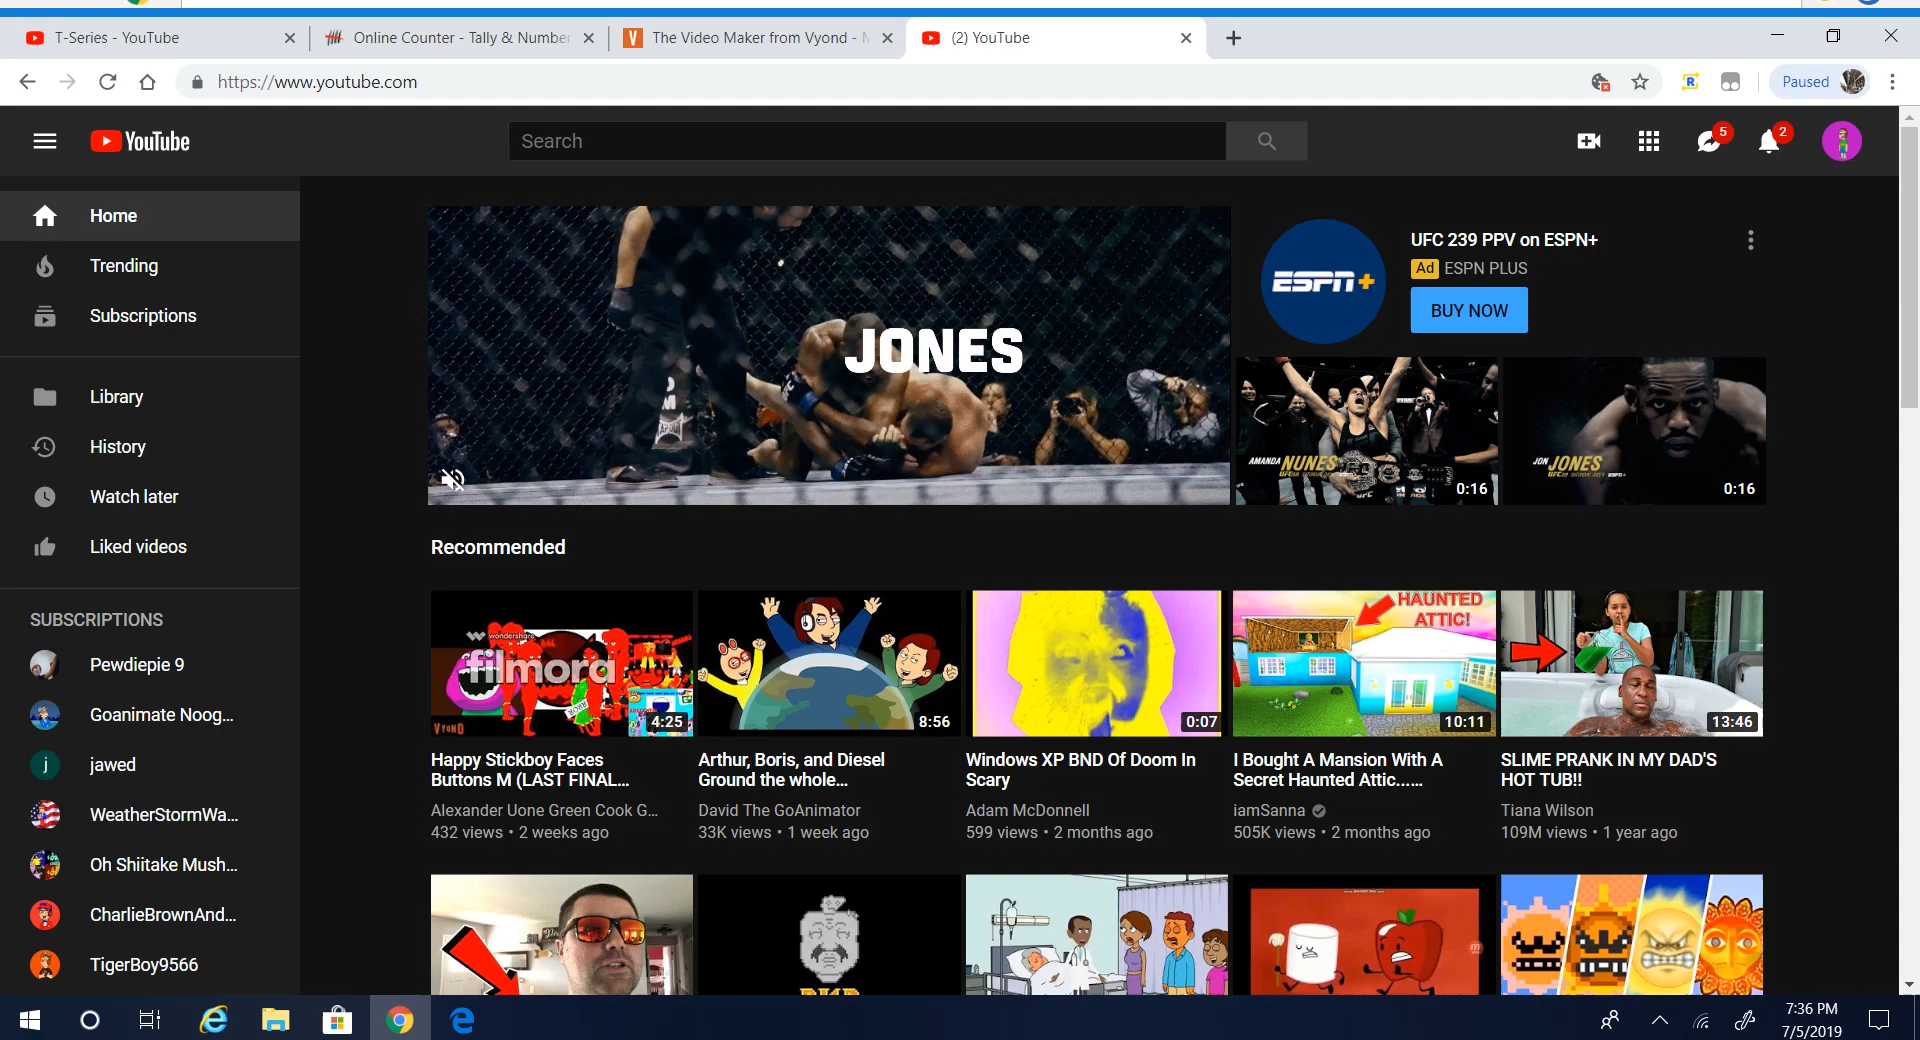 T-Series - YouTube
Online Counter - Tally & Number
The Video Maker from Vyond -
(2) YouTube
https://www.youtube.com
R
Paused
YouTube
Search
5
2
Home
Trending
Subscriptions
Library
History
Watch later
Liked videos
SUBSCRIPTIONS
Pewdiepie 9
Goanimate Noog...
j
jawed
WeatherStormWa...
Oh Shiitake Mush...
CharlieBrownAnd...
TigerBoy9566
JONES
ESPN+
UFC 239 PPV on ESPN+
Ad ESPN PLUS
BUY NOW
AMANDA NUNES
0:16
JON JONES
0:16
Recommended
wondershare
filmora
VYOND
4:25
8:56
0:07
HAUNTED
ATTIC!
10:11
13:46
Happy Stickboy Faces
Buttons M (LAST FINAL...
Alexander Uone Green Cook G...
432 views • 2 weeks ago
Arthur, Boris, and Diesel
Ground the whole...
David The GoAnimator
33K views • 1 week ago
Windows XP BND Of Doom In
Scary
Adam McDonnell
599 views • 2 months ago
I Bought A Mansion With A
Secret Haunted Attic......
iamSanna
505K views • 2 months ago
SLIME PRANK IN MY DAD'S
HOT TUB!!
Tiana Wilson
109M views • 1 year ago
7:36 PM
7/5/2019